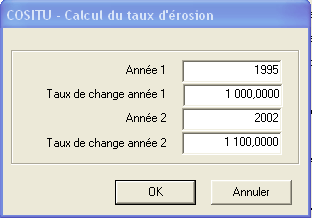 COSITU - Calcul du taux d'érosion
Année 1 1995
Taux de change année 1 1 000,0000
Année 2 2002
Taux de change année 2 1 100,0000
OK Annuler